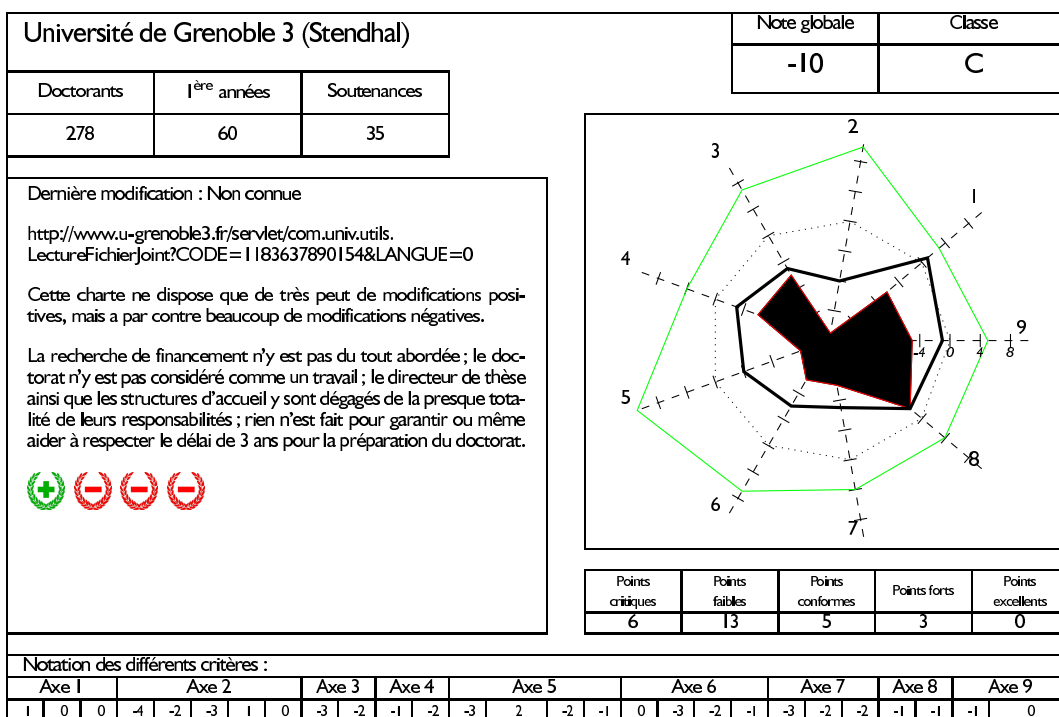 Université de Grenoble 3 (Stendhal)
Note globale Classe
-10 C
Doctorants 1ère années Soutenances
278 60 35
Dernière modification : Non connue
http://www.u-grenoble3.fr/servlet/com.univ.utils.
LectureFichierJoint?CODE=1183637890154&LANGUE=0
Cette charte ne dispose que de très peut de modifications posi-
tives, mais a par contre beaucoup de modifications négatives.
La recherche de financement n'y est pas du tout abordée ; le doc-
torat n'y est pas considéré comme un travail ; le directeur de thèse
ainsi que les structures d'accueil y sont dégagés de la presque tota-
lité de leurs responsabilités ; rien n'est fait pour garantir ou même
aider à respecter le délai de 3 ans pour la préparation du doctorat.
2
3
1
4
9
-4 0 4 8
5
8
6
7
Points critiques Points faibles Points conformes Points forts Points excellents
6 13 5 3 0
Notation des différents critères :
Axe 1 Axe 2 Axe 3 Axe 4 Axe 5 Axe 6 Axe 7 Axe 8 Axe 9
1 0 0 -4 -2 -3 1 0 -3 -2 -1 -2 -3 2 -2 -1 0 -3 -2 -1 -3 -2 -2 -1 -1 -1 0